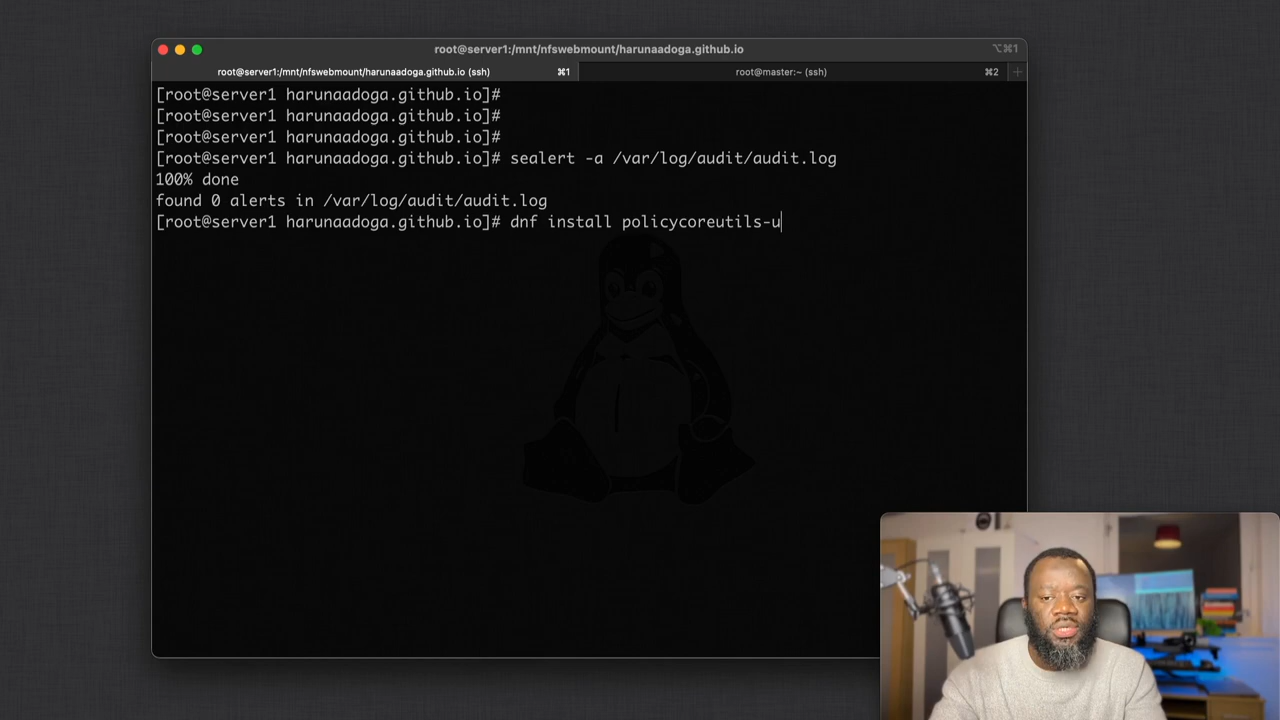 root@server1:/mnt/nfswebmount/harunaadoga.github.io
⌥⌘1
root@server1:/mnt/nfswebmount/harunaadoga.github.io (ssh) ⌘1 root@master:~ (ssh) ⌘2 +
[root@server1 harunaadoga.github.io]#
[root@server1 harunaadoga.github.io]#
[root@server1 harunaadoga.github.io]#
[root@server1 harunaadoga.github.io]# sealert -a /var/log/audit/audit.log
100% done
found 0 alerts in /var/log/audit/audit.log
[root@server1 harunaadoga.github.io]# dnf install policycoreutils-u